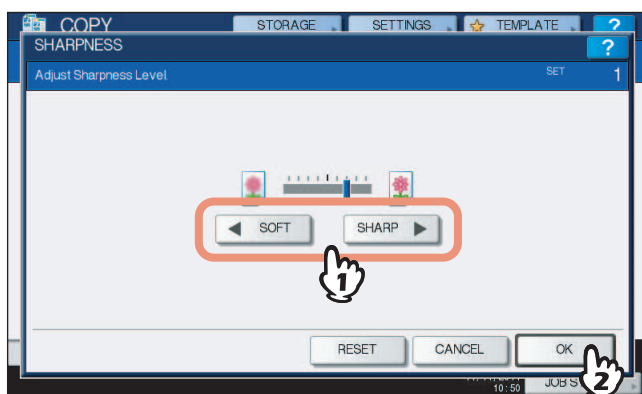 COPY STORAGE SETTINGS TEMPLATE ?
SHARPNESS ?
Adjust Sharpness Level SET 1
SOFT SHARP
1
RESET CANCEL OK
2
10:50 JOB S